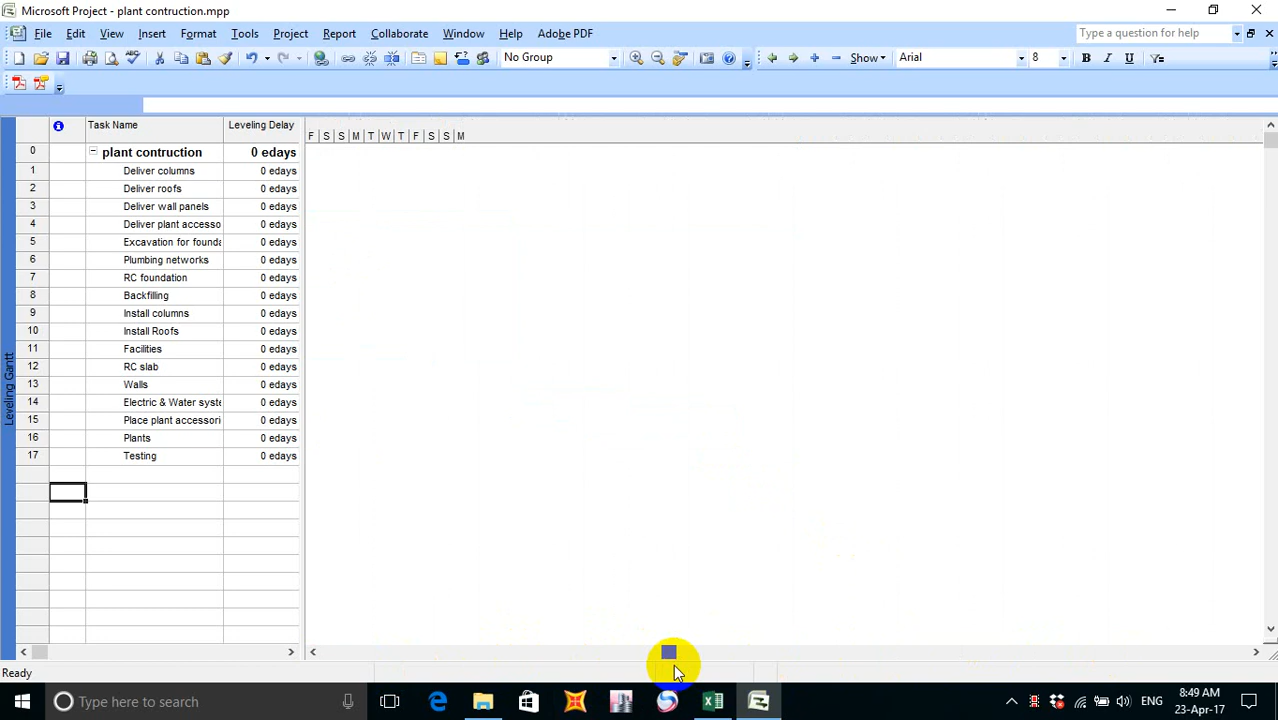 Microsoft Project - plant contruction.mpp
File Edit View Insert Format Tools Project Report Collaborate Window Help Adobe PDF
Type a question for help
No Group
Show
Arial
8
B I U
Task Name Leveling Delay
F S S M T W T F S S M
0 plant contruction 0 edays
1 Deliver columns 0 edays
2 Deliver roofs 0 edays
3 Deliver wall panels 0 edays
4 Deliver plant accesso 0 edays
5 Excavation for founda 0 edays
6 Plumbing networks 0 edays
7 RC foundation 0 edays
8 Backfilling 0 edays
9 Install columns 0 edays
10 Install Roofs 0 edays
11 Facilities 0 edays
12 RC slab 0 edays
13 Walls 0 edays
14 Electric & Water syste 0 edays
15 Place plant accessori 0 edays
16 Plants 0 edays
17 Testing 0 edays
Leveling Gantt
Ready
Type here to search
ENG
8:49 AM
23-Apr-17